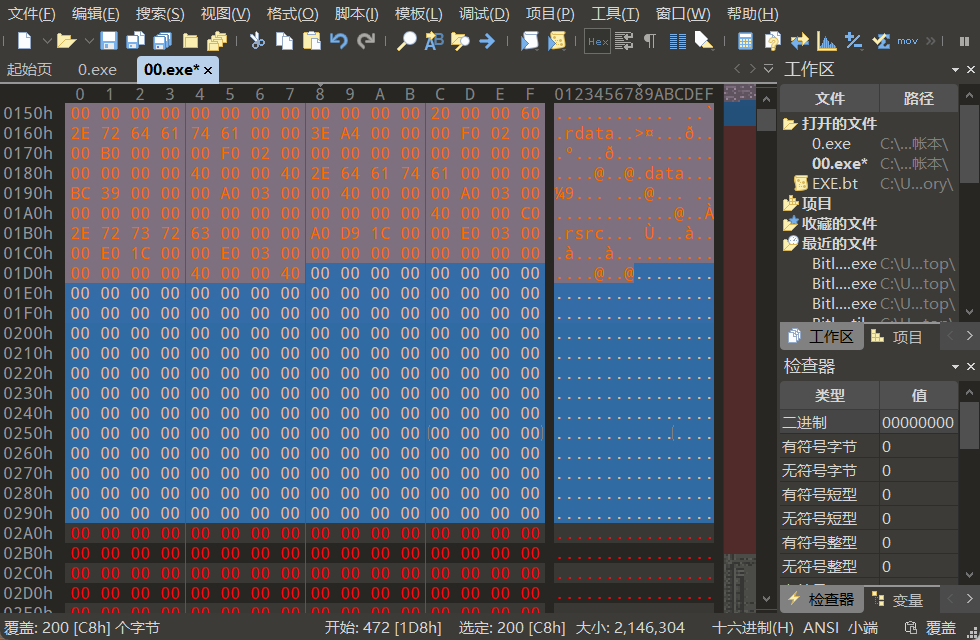 文件(F) 编辑(E) 搜索(S) 视图(V) 格式(O) 脚本(I) 模板(L) 调试(D) 项目(P) 工具(T) 窗口(W) 帮助(H)
Hex mov
起始页 0.exe 00.exe* ×
0 1 2 3 4 5 6 7 8 9 A B C D E F 0123456789ABCDEF
0150h 00 00 00 00 00 00 00 00 00 00 00 00 20 00 00 60 ............ ..`
0160h 2E 72 64 61 74 61 00 00 3E A4 00 00 00 F0 02 00 .rdata..>¤...ð..
0170h 00 B0 00 00 00 F0 02 00 00 00 00 00 00 00 00 00 .°...ð..........
0180h 00 00 00 00 40 00 00 40 2E 64 61 74 61 00 00 00 ....@..@.data...
0190h BC 39 00 00 00 A0 03 00 00 40 00 00 00 A0 03 00 ¼9... ...@... ..
01A0h 00 00 00 00 00 00 00 00 00 00 00 00 40 00 00 C0 ............@..À
01B0h 2E 72 73 72 63 00 00 00 A0 D9 1C 00 00 E0 03 00 .rsrc... Ù...à..
01C0h 00 E0 1C 00 00 E0 03 00 00 00 00 00 00 00 00 00 .à...à..........
01D0h 00 00 00 00 40 00 00 40 00 00 00 00 00 00 00 00 ....@..@........
01E0h 00 00 00 00 00 00 00 00 00 00 00 00 00 00 00 00 ................
01F0h 00 00 00 00 00 00 00 00 00 00 00 00 00 00 00 00 ................
0200h 00 00 00 00 00 00 00 00 00 00 00 00 00 00 00 00 ................
0210h 00 00 00 00 00 00 00 00 00 00 00 00 00 00 00 00 ................
0220h 00 00 00 00 00 00 00 00 00 00 00 00 00 00 00 00 ................
0230h 00 00 00 00 00 00 00 00 00 00 00 00 00 00 00 00 ................
0240h 00 00 00 00 00 00 00 00 00 00 00 00 00 00 00 00 ................
0250h 00 00 00 00 00 00 00 00 00 00 00 00 00 00 00 00 ................
0260h 00 00 00 00 00 00 00 00 00 00 00 00 00 00 00 00 ................
0270h 00 00 00 00 00 00 00 00 00 00 00 00 00 00 00 00 ................
0280h 00 00 00 00 00 00 00 00 00 00 00 00 00 00 00 00 ................
0290h 00 00 00 00 00 00 00 00 00 00 00 00 00 00 00 00 ................
02A0h 00 00 00 00 00 00 00 00 00 00 00 00 00 00 00 00 ................
02B0h 00 00 00 00 00 00 00 00 00 00 00 00 00 00 00 00 ................
02C0h 00 00 00 00 00 00 00 00 00 00 00 00 00 00 00 00 ................
02D0h 00 00 00 00 00 00 00 00 00 00 00 00 00 00 00 00 ................
工作区
文件 路径
打开的文件
0.exe C:\...帐本\
00.exe* C:\...帐本\
EXE.bt C:\U...ory\
项目
收藏的文件
最近的文件
Bitl....exe C:\U...top\
Bitl....exe C:\U...top\
Bitl....exe C:\U...top\
工作区 项目
检查器
类型 值
二进制 00000000
有符号字节 0
无符号字节 0
有符号短型 0
无符号短型 0
有符号整型 0
无符号整型 0
检查器 变量
覆盖: 200 [C8h] 个字节 开始: 472 [1D8h] 选定: 200 [C8h] 大小: 2,146,304 十六进制(H) ANSI 小端 覆盖